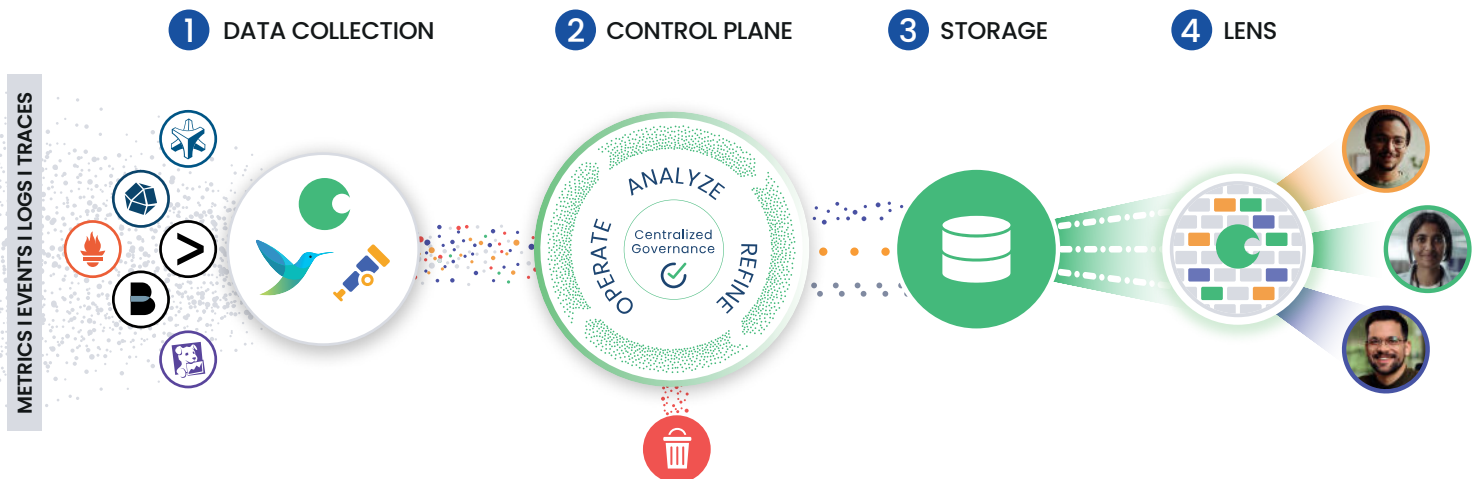 1 DATA COLLECTION
2 CONTROL PLANE
3 STORAGE
4 LENS
METRICS I EVENTS I LOGS I TRACES
>
B
ANALYZE
OPERATE
REFINE
Centralized
Governance